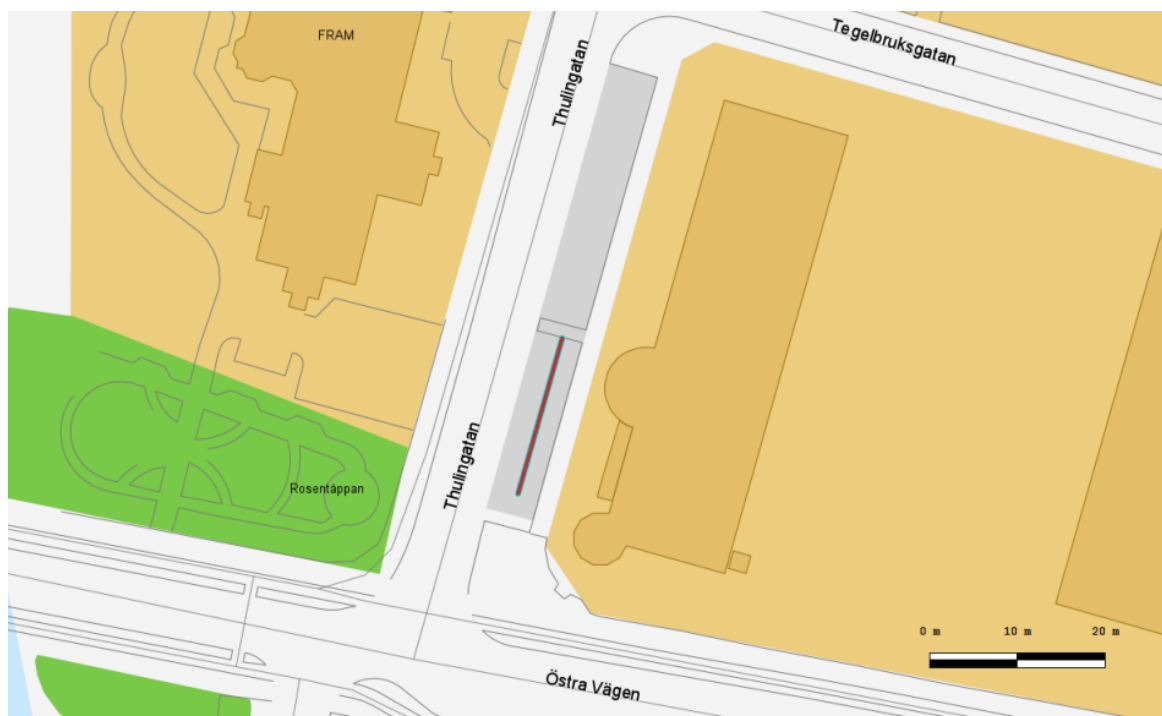 FRAM
Thulingatan
Tegelbruksgatan
Thulingatan
Rosentäppan
0 m 10 m 20 m
Östra Vägen